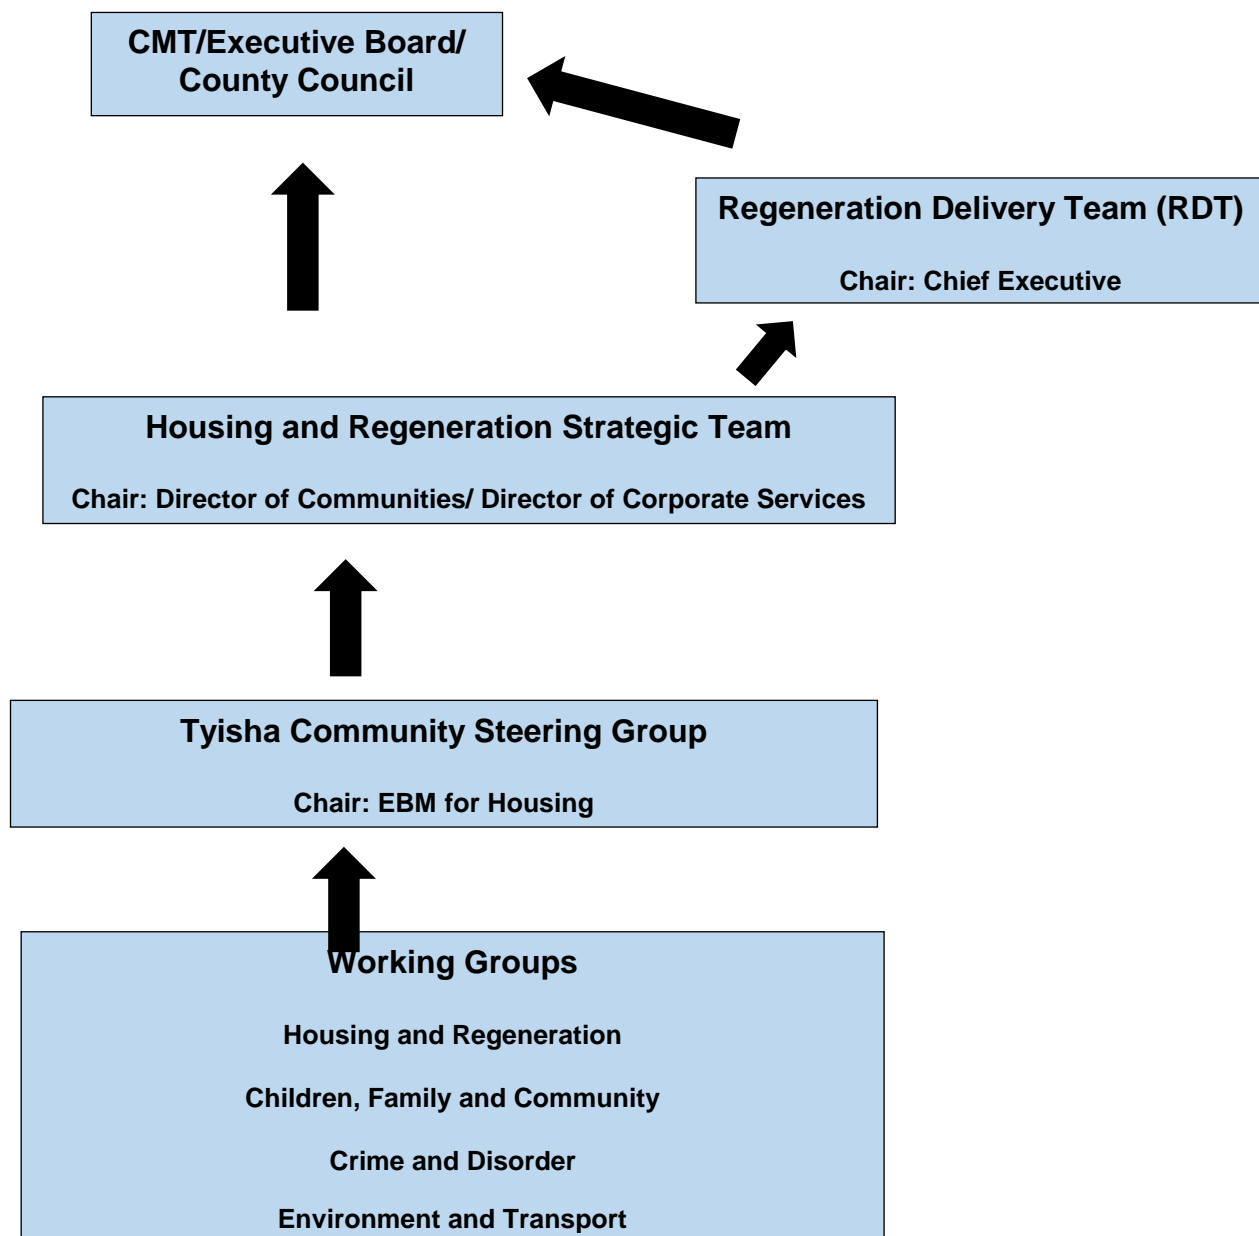 CMT/Executive Board/
County Council
Regeneration Delivery Team (RDT)
Chair: Chief Executive
Housing and Regeneration Strategic Team
Chair: Director of Communities/ Director of Corporate Services
Tyisha Community Steering Group
Chair: EBM for Housing
Working Groups
Housing and Regeneration
Children, Family and Community
Crime and Disorder
Environment and Transport